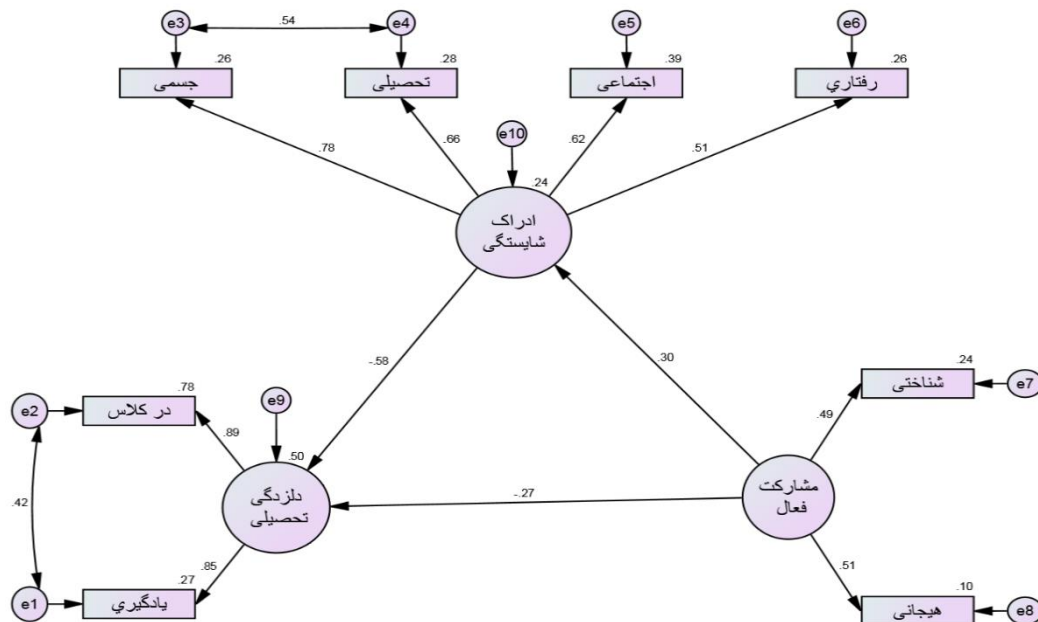 e3
.54
e4
e5
e6
.26
جسمی
.28
تحصیلی
.39
اجتماعی
.26
رفتاري
e10
.78
.66
.62
.51
.24
ادراک
شایستگی
-.58
.30
.24
شناختی
e7
e2
.78
در کلاس
e9
.89
.49
.50
دلزدگی
تحصیلی
-.27
مشارکت
فعال
.42
.85
.51
e1
.27
یادگیري
.10
هیجانی
e8